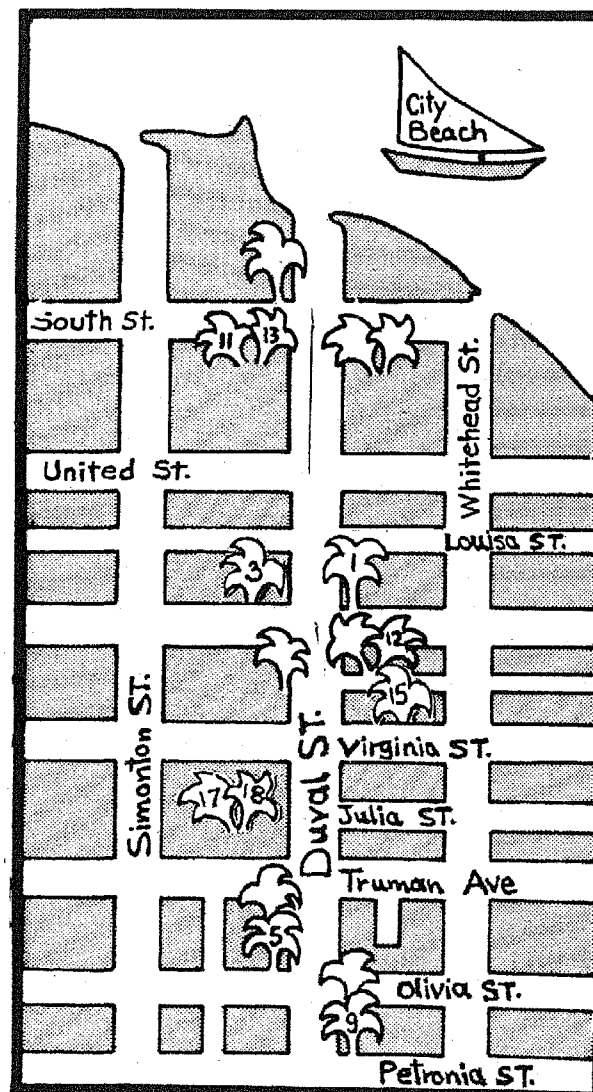 City
Beach
South St.
11 13
Whitehead St.
United St.
Louisa ST.
3
1
12
15
Simonton ST.
Duval ST.
Virginia ST.
17 18
Julia ST.
Truman Ave
5
Olivia ST.
9
Petronia ST.